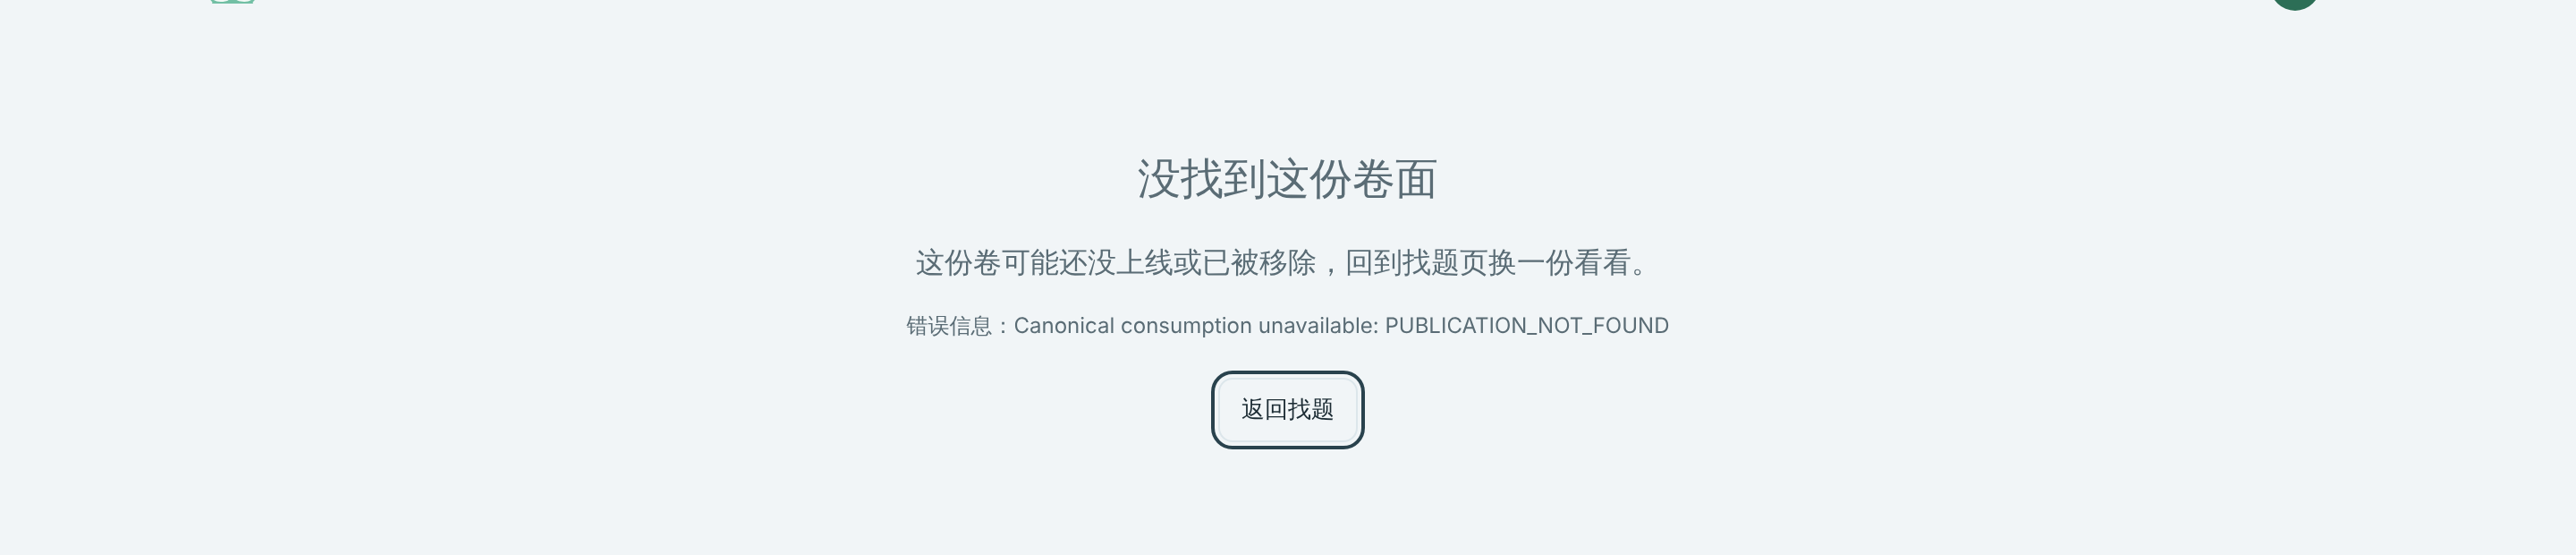 没找到这份卷面
这份卷可能还没上线或已被移除，回到找题页换一份看看。
错误信息：Canonical consumption unavailable: PUBLICATION_NOT_FOUND
返回找题